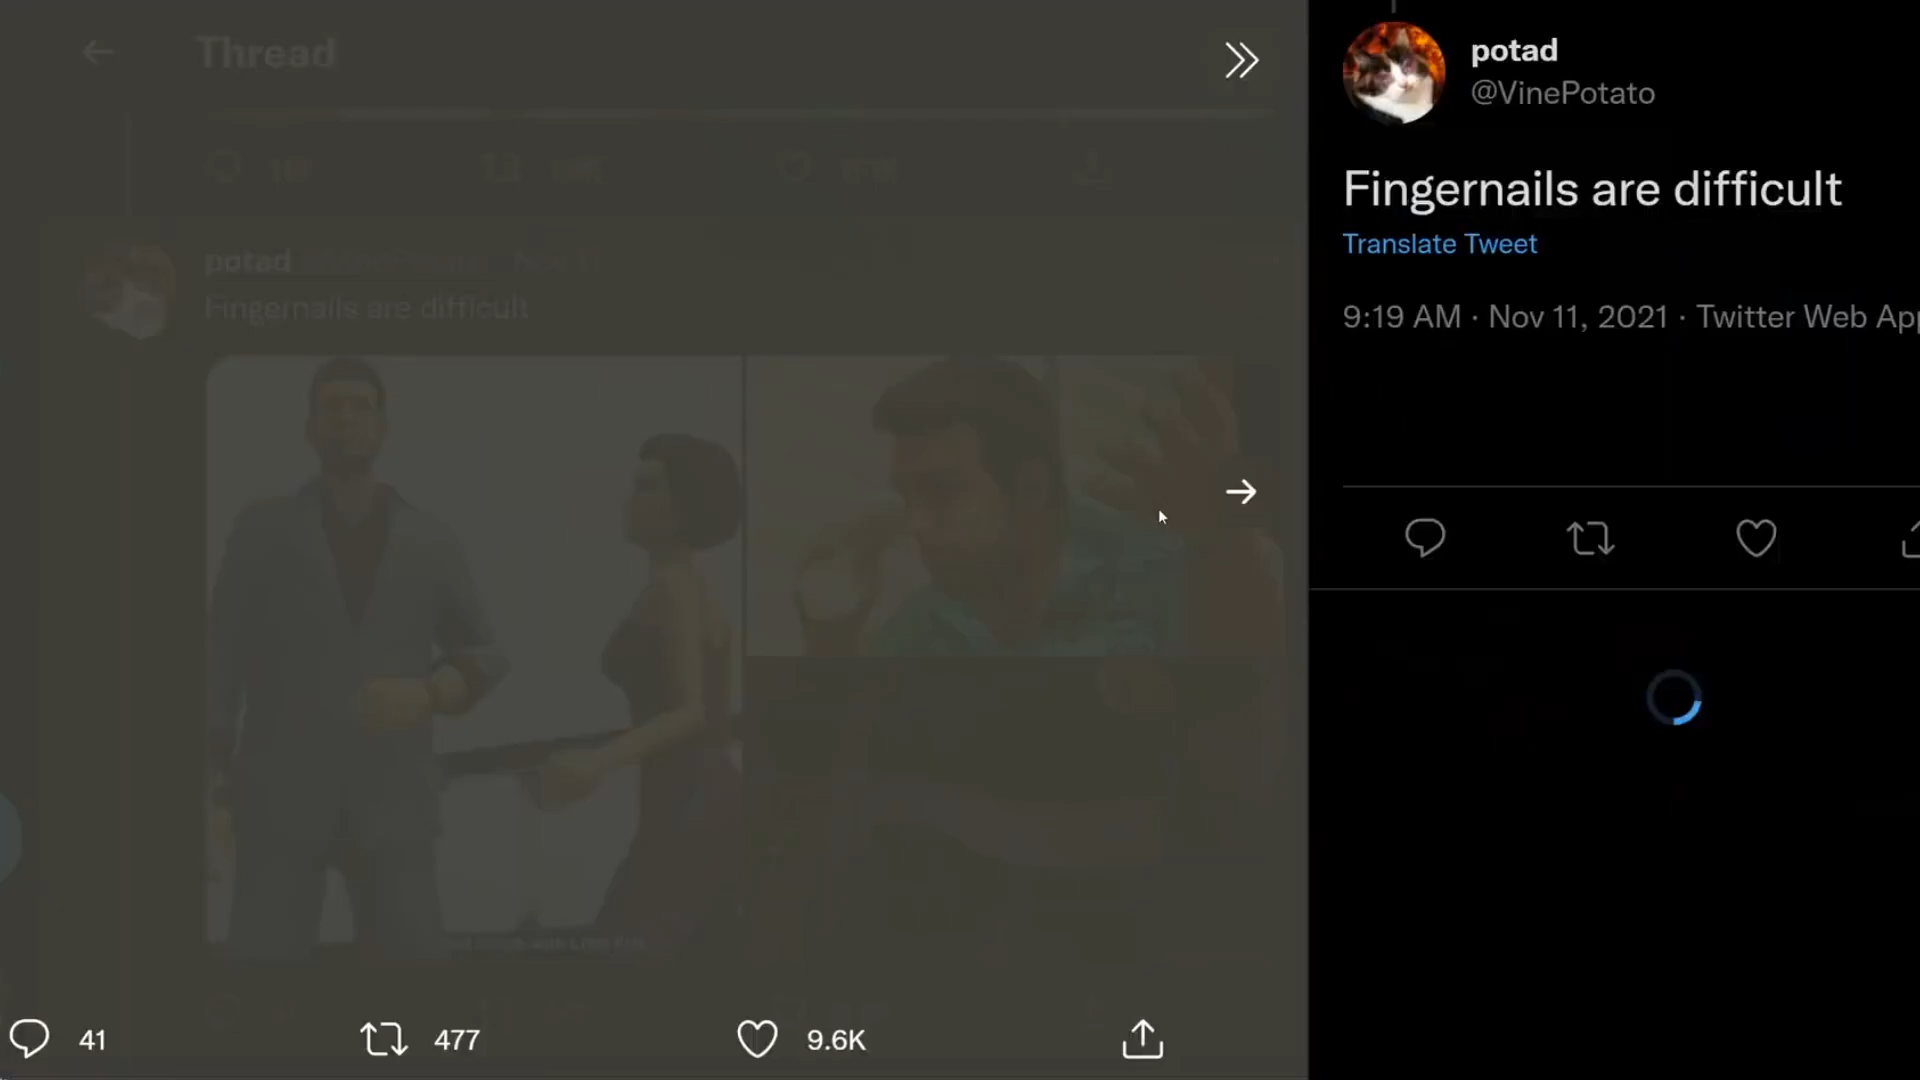 Thread
potad
Fingernails are difficult
41
477
9.6K
potad
@VinePotato
Fingernails are difficult
Translate Tweet
9:19 AM · Nov 11, 2021 · Twitter Web App